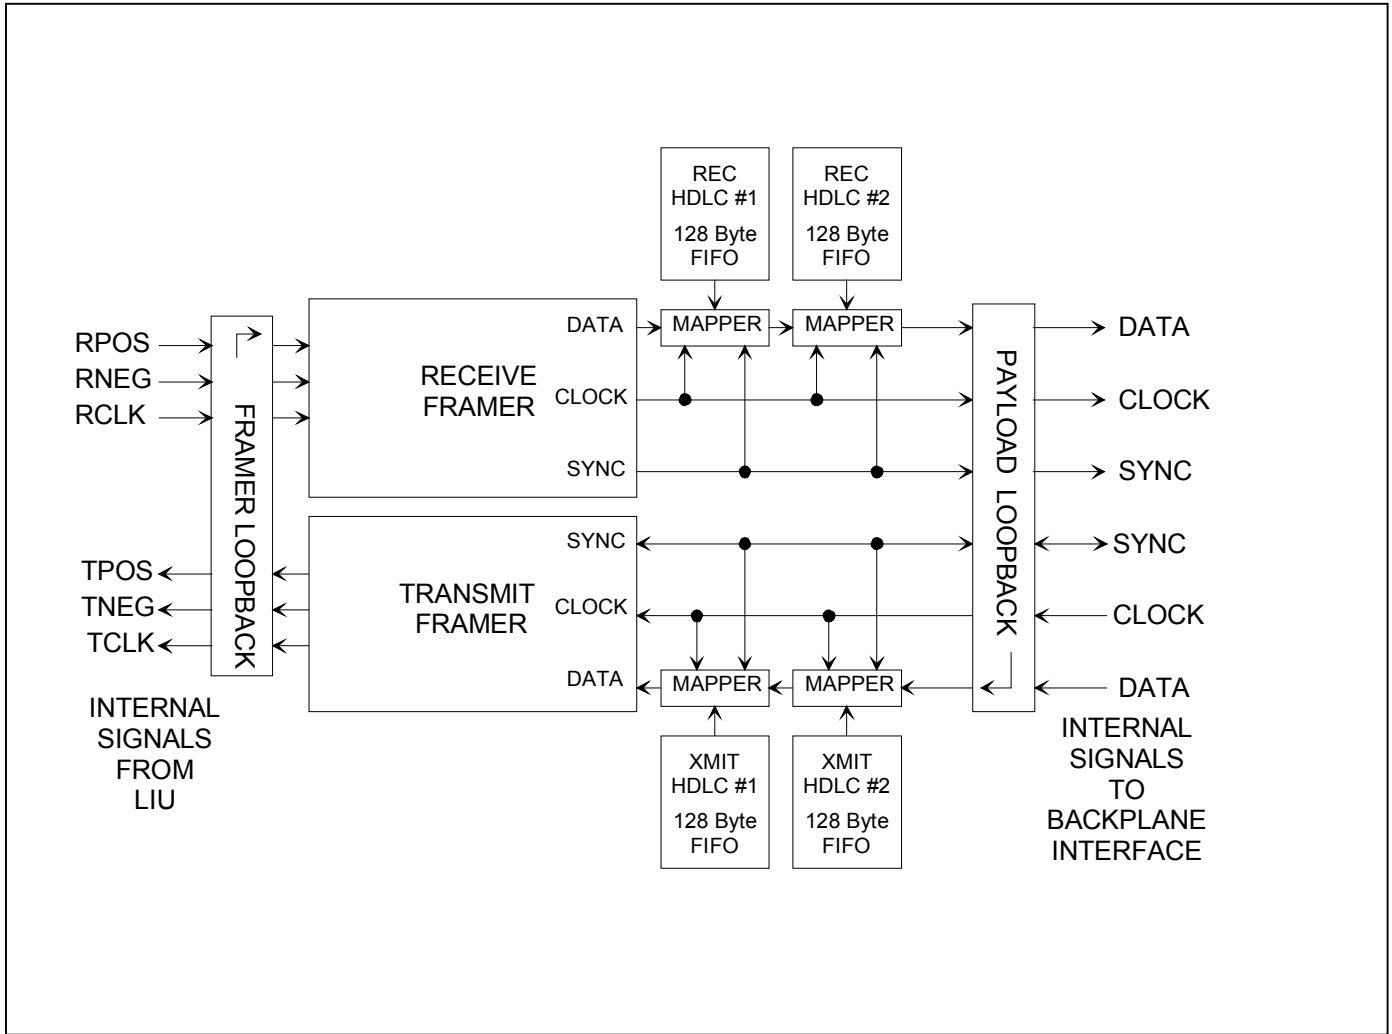 REC
HDLC #1
128 Byte
FIFO
REC
HDLC #2
128 Byte
FIFO
RPOS
RNEG
RCLK
FRAMER LOOPBACK
RECEIVE
FRAMER
DATA
CLOCK
SYNC
MAPPER
MAPPER
PAYLOAD LOOPBACK
DATA
CLOCK
SYNC
TPOS
TNEG
TCLK
TRANSMIT
FRAMER
SYNC
CLOCK
DATA
MAPPER
MAPPER
SYNC
CLOCK
DATA
INTERNAL
SIGNALS
FROM
LIU
XMIT
HDLC #1
128 Byte
FIFO
XMIT
HDLC #2
128 Byte
FIFO
INTERNAL
SIGNALS
TO
BACKPLANE
INTERFACE